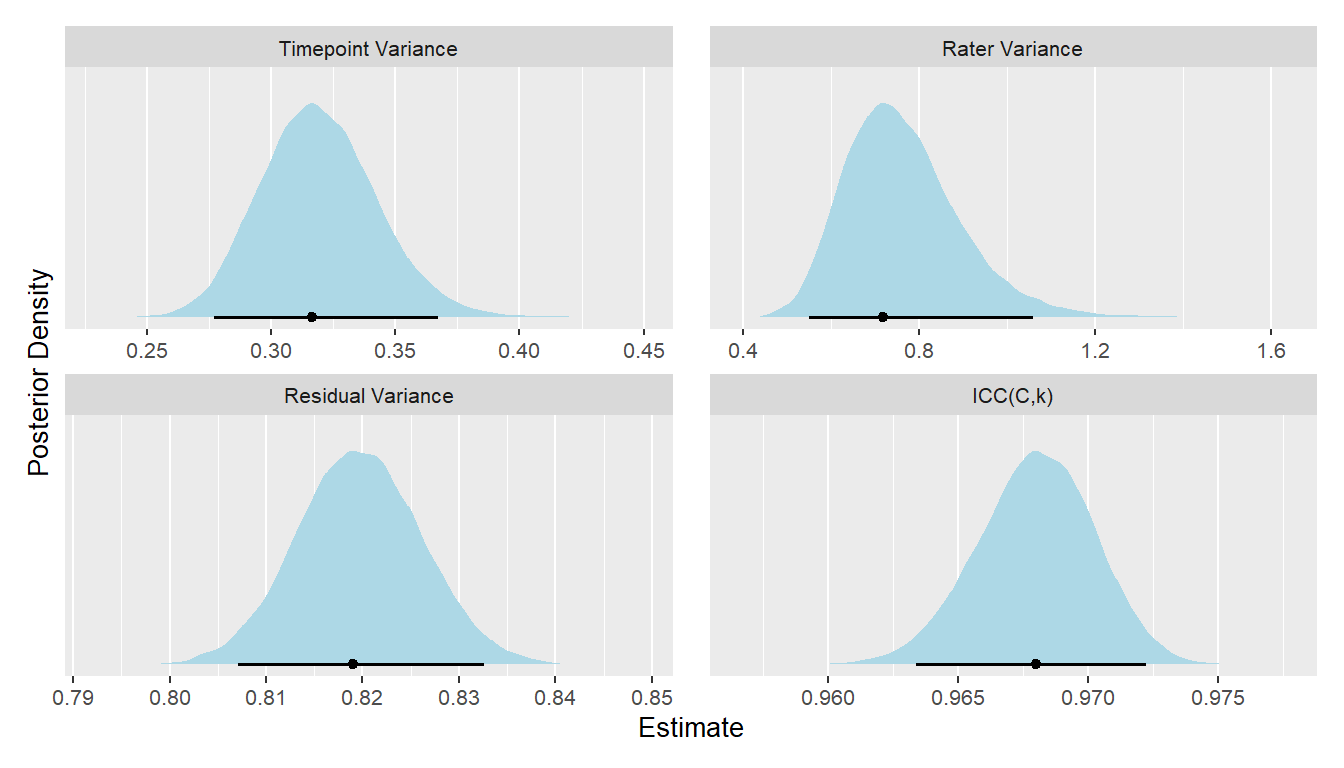 Timepoint Variance
Rater Variance
0.25 0.30 0.35 0.40 0.45
0.4 0.8 1.2 1.6
Posterior Density
Residual Variance
ICC(C,k)
0.79 0.80 0.81 0.82 0.83 0.84 0.85
0.960 0.965 0.970 0.975
Estimate